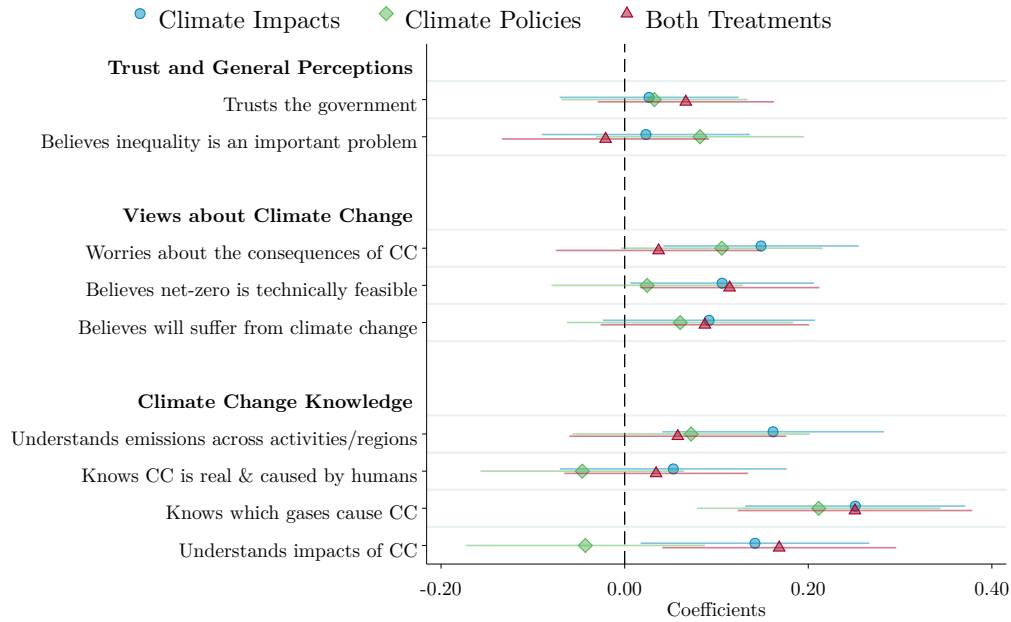 Climate Impacts Climate Policies Both Treatments
Trust and General Perceptions
Trusts the government
Believes inequality is an important problem
Views about Climate Change
Worries about the consequences of CC
Believes net-zero is technically feasible
Believes will suffer from climate change
Climate Change Knowledge
Understands emissions across activities/regions
Knows CC is real & caused by humans
Knows which gases cause CC
Understands impacts of CC
-0.20 0.00 0.20 0.40
Coefficients